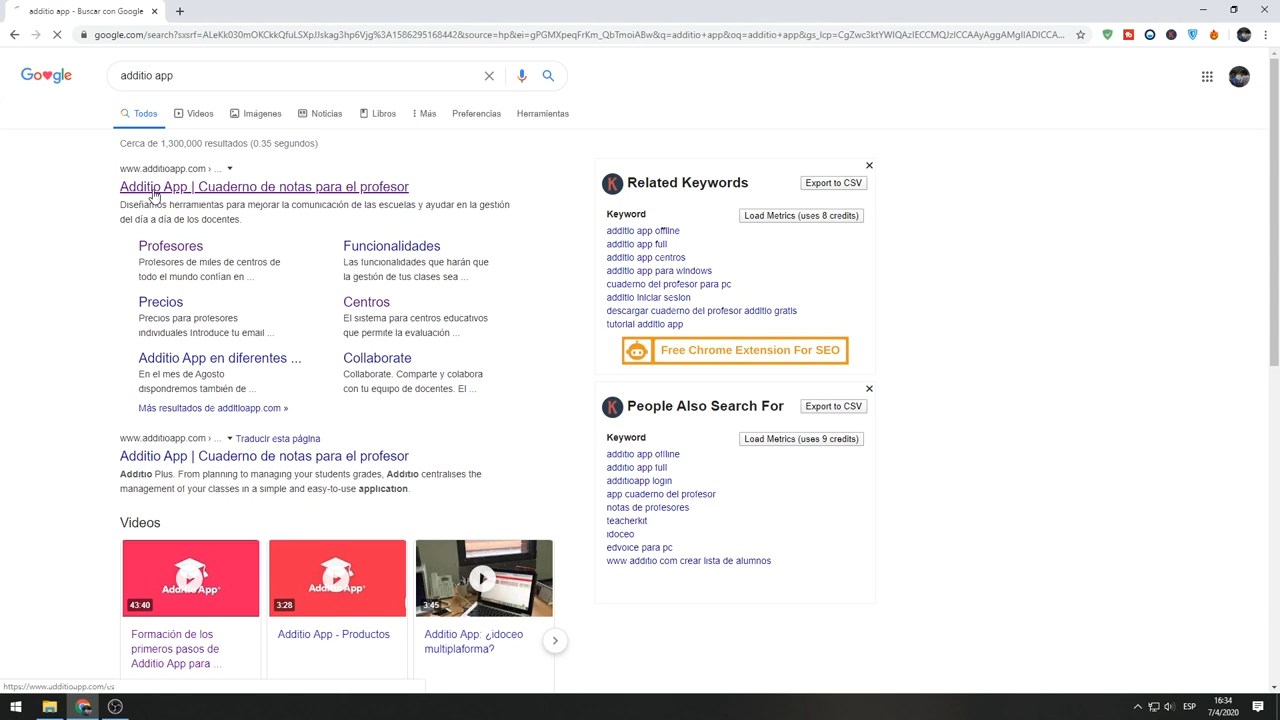 additio app - Buscar con Google
google.com/search?
additio app
Todos
Videos
Imágenes
Noticias
Libros
Más
Preferencias
Herramientas
Cerca de 1,300,000 resultados (0.35 segundos)
www.additioapp.com › ...
Additio App | Cuaderno de notas para el profesor
Diseñamos herramientas para mejorar la comunicación de las escuelas y ayudar en la gestión
del día a día de los docentes.
Profesores
Profesores de miles de centros de
todo el mundo confían en ...
Funcionalidades
Las funcionalidades que harán que
la gestión de tus clases sea ...
Precios
Precios para profesores
individuales Introduce tu email ...
Centros
El sistema para centros educativos
que permite la evaluación ...
Additio App en diferentes ...
En el mes de Agosto
dispondremos también de ...
Collaborate
Collaborate. Comparte y colabora
con tu equipo de docentes. El ...
Más resultados de additioapp.com »
www.additioapp.com › ... Traducir esta página
Additio App | Cuaderno de notas para el profesor
Additio Plus. From planning to managing your students grades, Additio centralises the
management of your classes in a simple and easy-to-use application.
Videos
Additio App®
43:40
Formación de los
primeros pasos de
Additio App para ...
Additio App®
3:28
Additio App - Productos
3:45
Additio App: ¿idoceo
multiplataforma?
Related Keywords
Export to CSV
Keyword
Load Metrics (uses 8 credits)
additio app offline
additio app full
additio app centros
additio app para windows
cuaderno del profesor para pc
additio iniciar sesion
descargar cuaderno del profesor additio gratis
tutorial additio app
Free Chrome Extension For SEO
People Also Search For
Export to CSV
Keyword
Load Metrics (uses 9 credits)
additio app offline
additio app full
additioapp login
app cuaderno del profesor
notas de profesores
teacherkit
idoceo
edvoice para pc
www additio com crear lista de alumnos
https://www.additioapp.com/es
ESP
16:34
7/4/2020